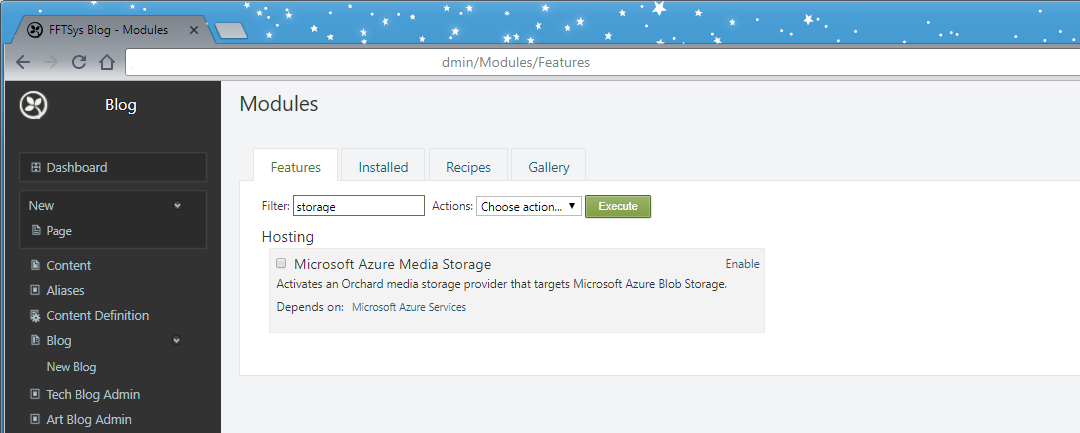 FFTSys Blog - Modules
dmin/Modules/Features
Blog
Modules
Dashboard
New
Page
Content
Aliases
Content Definition
Blog
New Blog
Tech Blog Admin
Art Blog Admin
Features Installed Recipes Gallery
Filter: storage Actions: Choose action... Execute
Hosting
Microsoft Azure Media Storage Enable
Activates an Orchard media storage provider that targets Microsoft Azure Blob Storage.
Depends on: Microsoft Azure Services